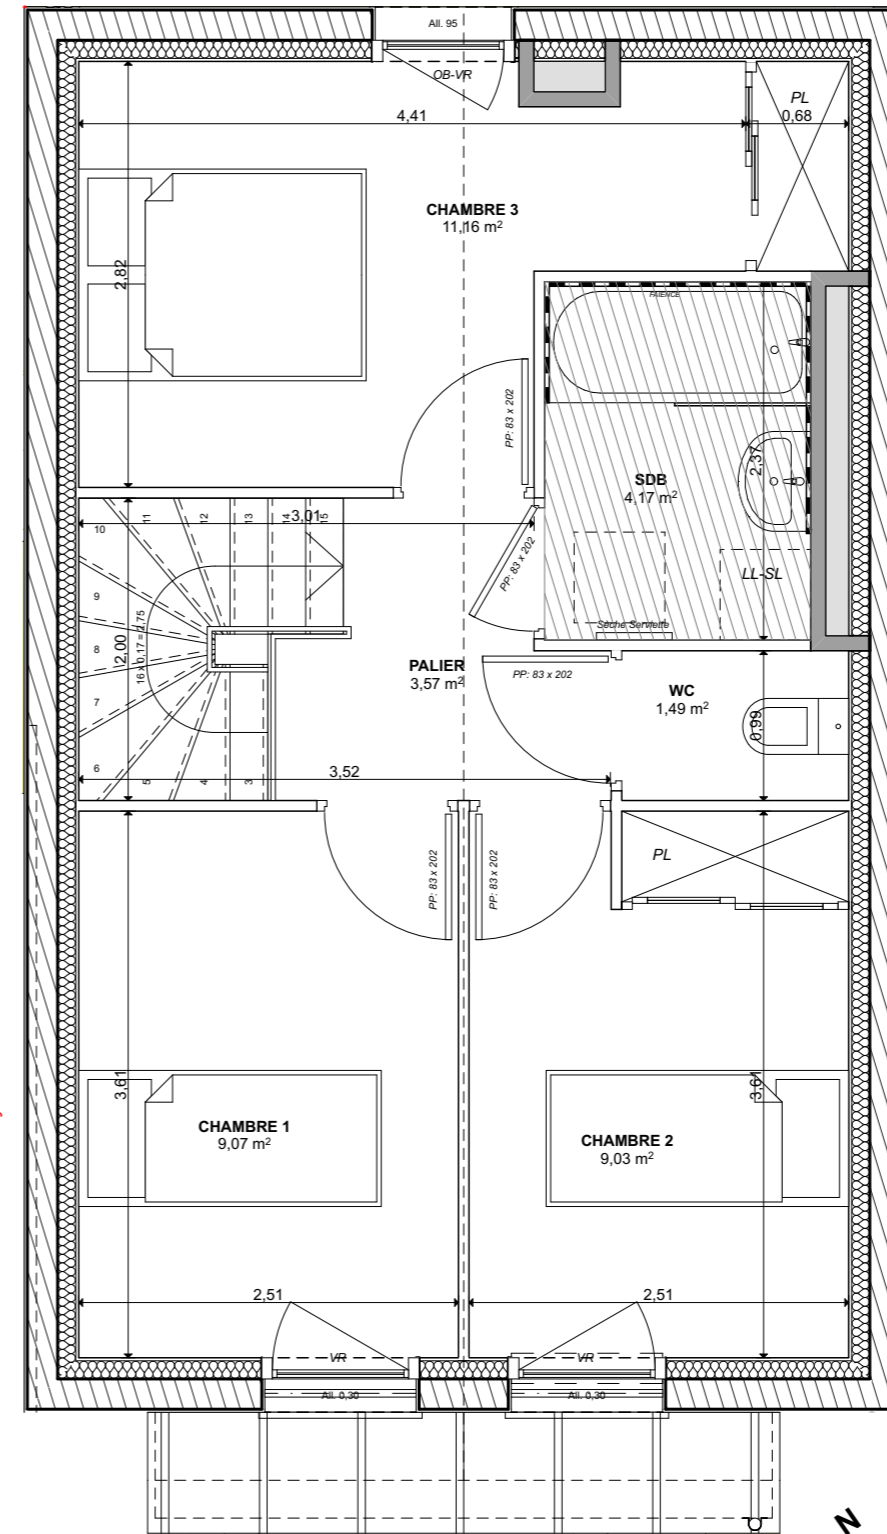 All. 95
OB-VR
PL
4,41
0,68
CHAMBRE 3
11,16 m²
2,82
FAIENCE
PP: 83 x 202
SDB
4,17 m²
2,37
10
11
12
13
14
15
3,01
PP: 83 x 202
LL-SL
9
8
7
6
5
4
3
2,00
16 x 0,17 = 2,75
Sèche Serviette
PALIER
3,57 m²
PP: 83 x 202
WC
1,49 m²
0,99
3,52
PP: 83 x 202
PP: 83 x 202
PL
3,61
3,61
CHAMBRE 1
9,07 m²
CHAMBRE 2
9,03 m²
2,51
2,51
VR
VR
All. 0,30
All. 0,30
N